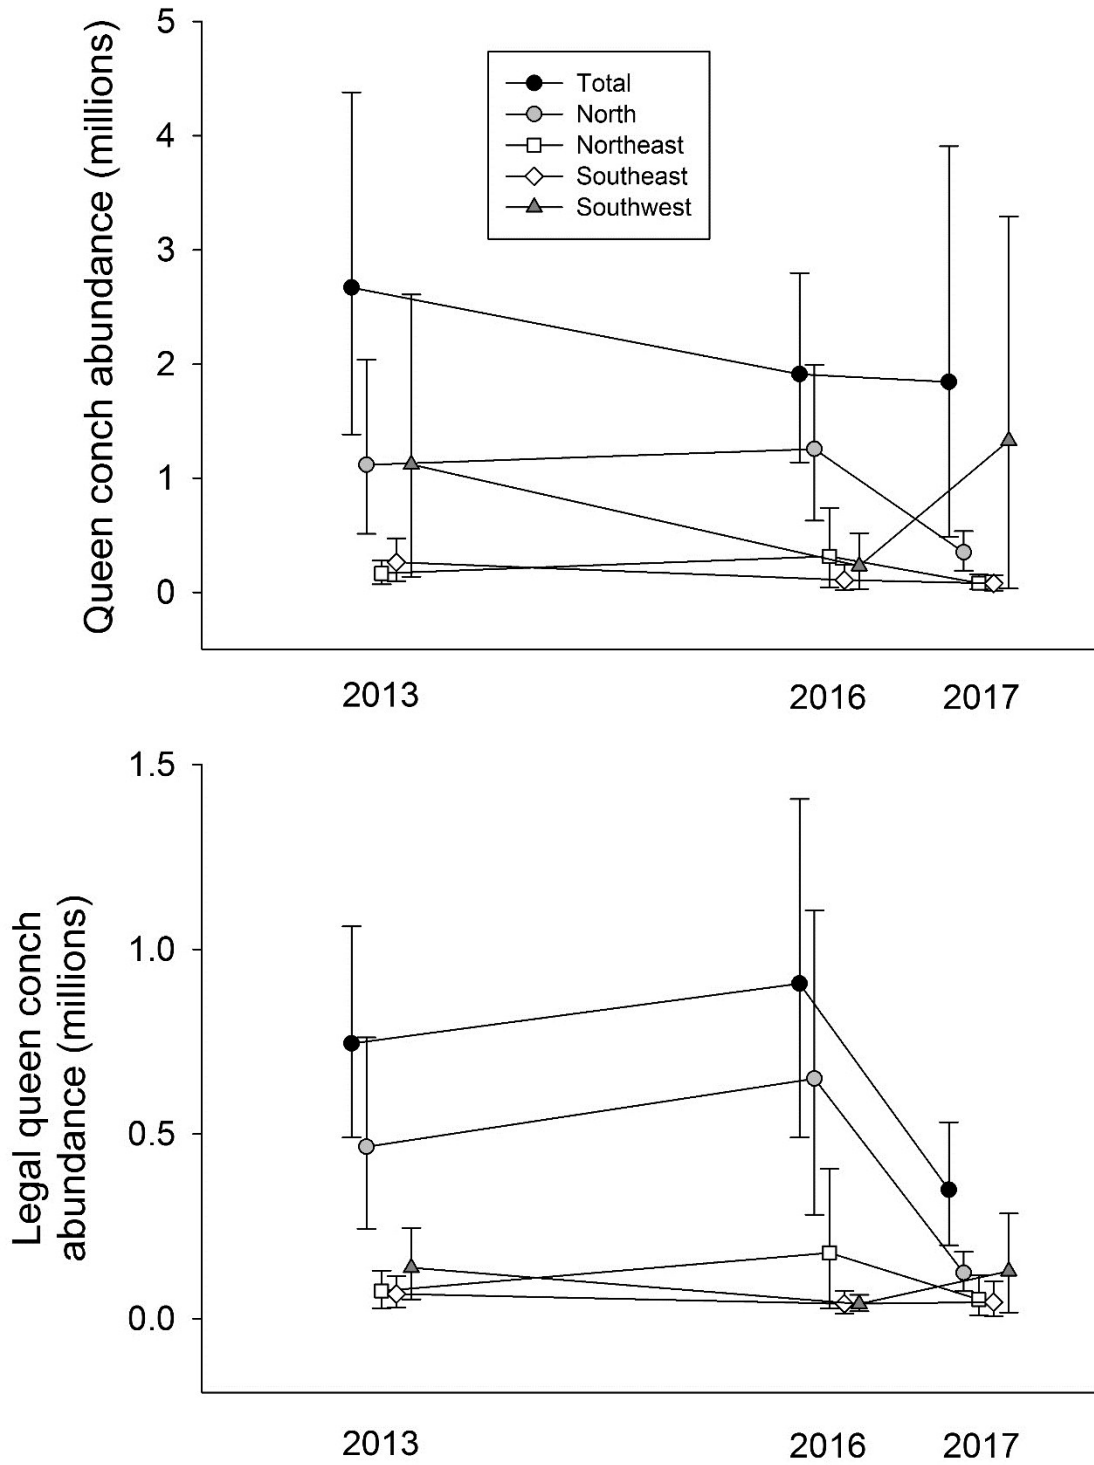 Queen conch abundance (millions)
5
4
3
2
1
0
Total
North
Northeast
Southeast
Southwest
2013
2016
2017
Legal queen conch
abundance (millions)
1.5
1.0
0.5
0.0
2013
2016
2017